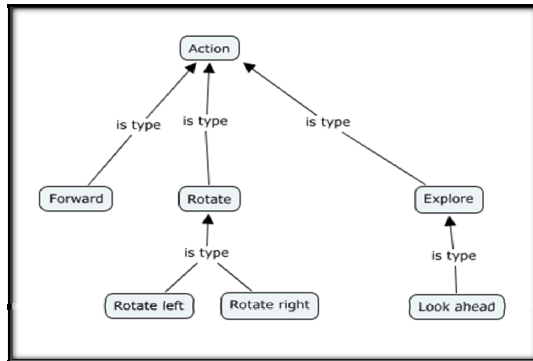 Action
is type
is type
is type
Forward
Rotate
Explore
is type
is type
Rotate left
Rotate right
Look ahead